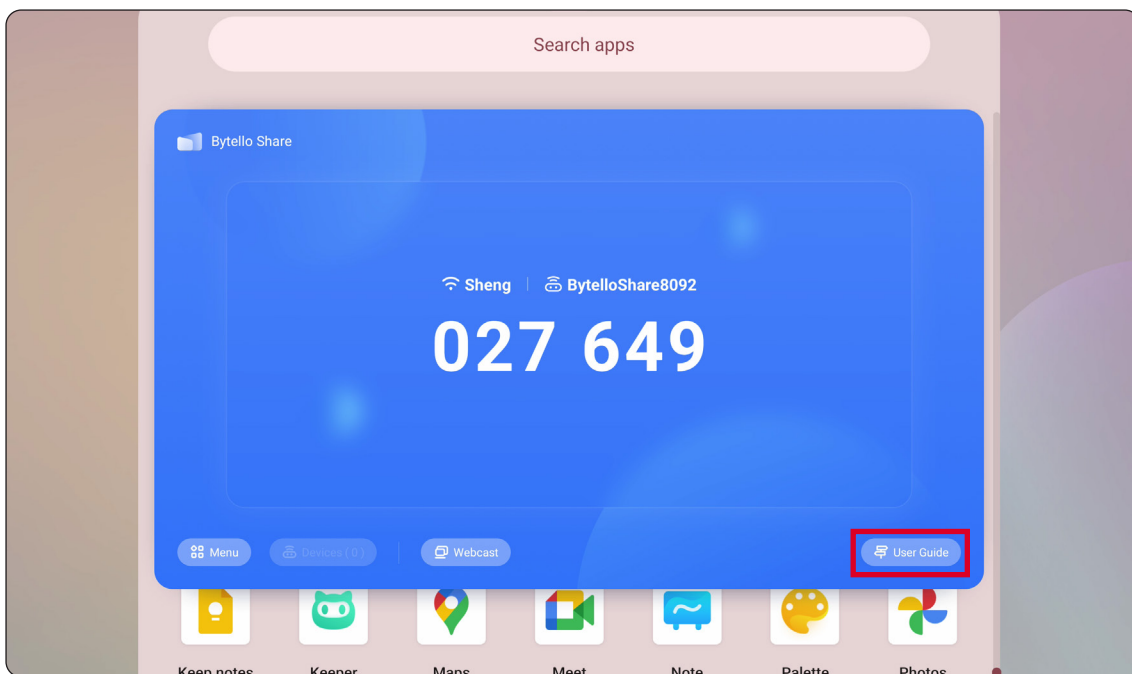 Search apps
Bytello Share
Sheng BytelloShare8092
027 649
Menu Devices ( 0 ) Webcast User Guide
Keep notes Keeper Maps Meet Note Palette Photos